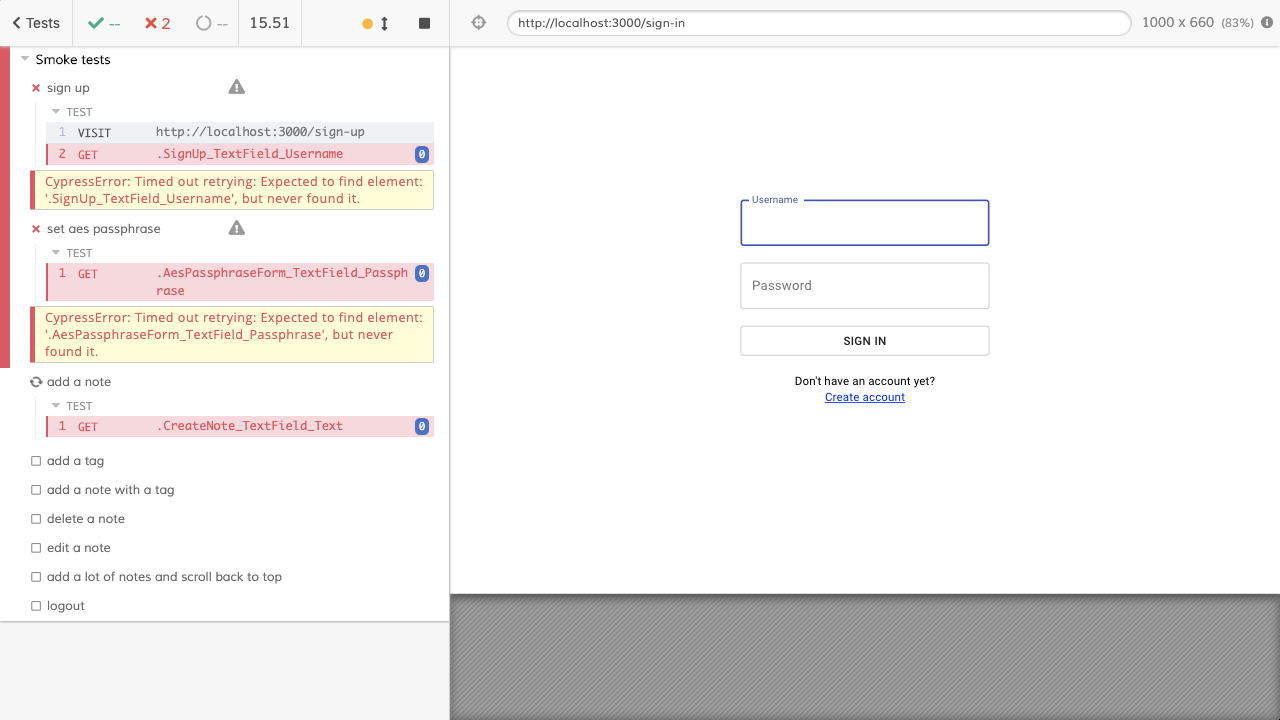 Tests
--
2
--
15.51
http://localhost:3000/sign-in
1000 x 660 (83%)
Smoke tests
sign up
TEST
1 VISIT http://localhost:3000/sign-up
2 GET .SignUp_TextField_Username 0
CypressError: Timed out retrying: Expected to find element:
'.SignUp_TextField_Username', but never found it.
set aes passphrase
TEST
1 GET .AesPassphraseForm_TextField_Passph 0
rase
CypressError: Timed out retrying: Expected to find element:
'.AesPassphraseForm_TextField_Passphrase', but never
found it.
add a note
TEST
1 GET .CreateNote_TextField_Text 0
add a tag
add a note with a tag
delete a note
edit a note
add a lot of notes and scroll back to top
logout
Username
Password
SIGN IN
Don't have an account yet?
Create account